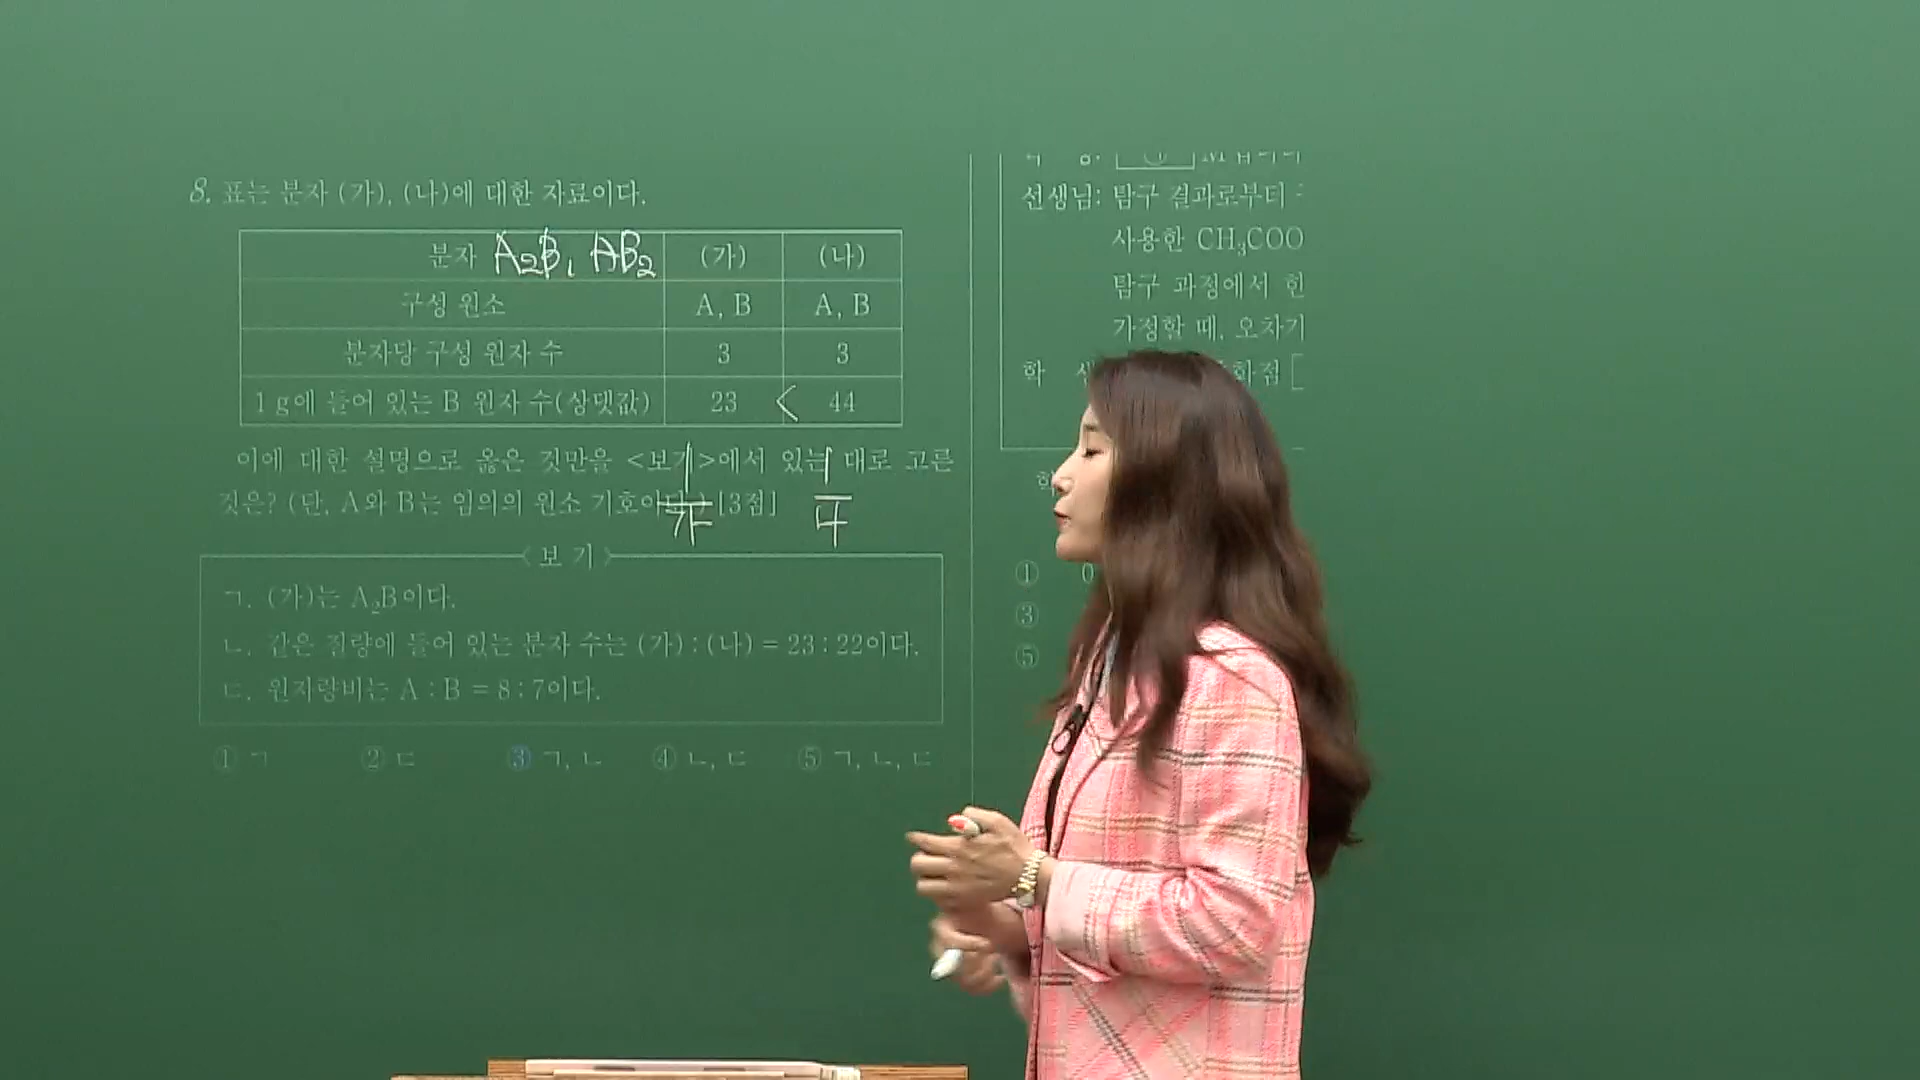 8. 표는 분자 (가), (나)에 대한 자료이다.
분자 A₂B, AB₂ (가) (나)
구성 원소 A, B A, B
분자당 구성 원자 수 3 3
1 g에 들어 있는 B 원자 수(상댓값) 23 < 44
이에 대한 설명으로 옳은 것만을 <보기>에서 있는 대로 고른
것은? (단, A와 B는 임의의 원소 기호이다.) [3점]
1/가 1/나
<보 기>
ㄱ. (가)는 A₂B이다.
ㄴ. 같은 질량에 들어 있는 분자 수는 (가) : (나) = 23 : 22이다.
ㄷ. 원자량비는 A : B = 8 : 7이다.
① ㄱ ② ㄷ ③ ㄱ, ㄴ ④ ㄴ, ㄷ ⑤ ㄱ, ㄴ, ㄷ
선생님: 탐구 결과로부터
사용한 CH₃COO
탐구 과정에서 한
가정할 때, 오차
학 화점 [
학
① 0
③
⑤